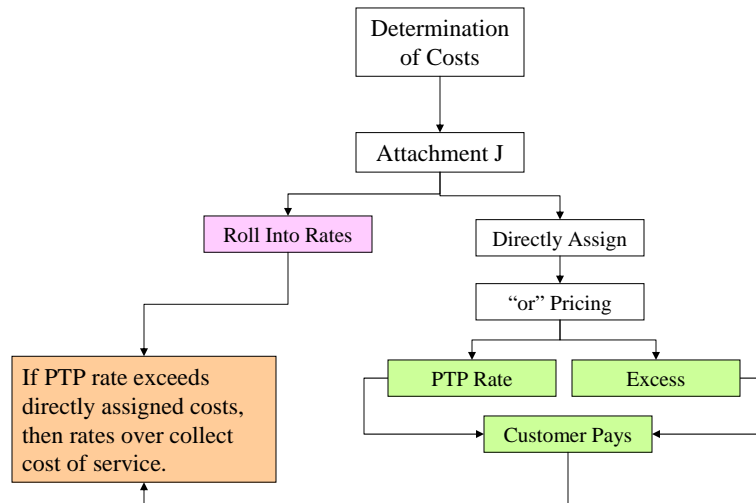 Determination
of Costs
Attachment J
Roll Into Rates
Directly Assign
“or” Pricing
If PTP rate exceeds
directly assigned costs,
then rates over collect
cost of service.
PTP Rate
Excess
Customer Pays